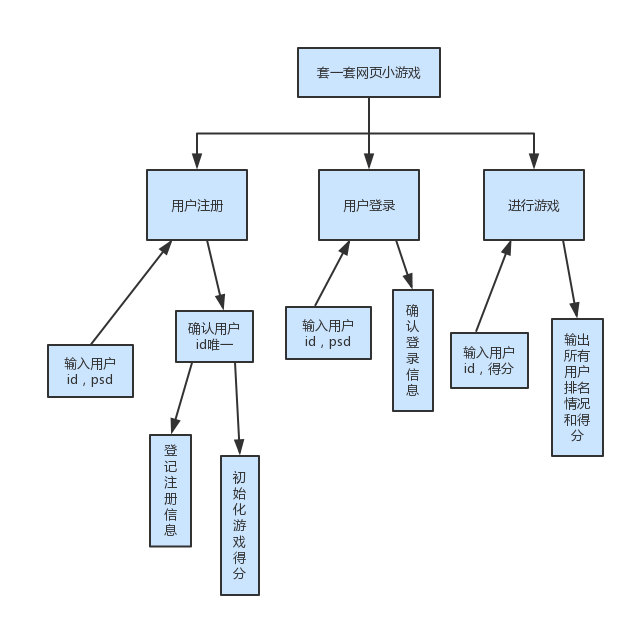 套一套网页小游戏
用户注册
用户登录
进行游戏
输入用户
id，psd
确认用户
id唯一
登
记
注
册
信
息
初
始
化
游
戏
得
分
输入用户
id，psd
确
认
登
录
信
息
输入用户
id，得分
输出
所有
用户
排名
情况
和得
分